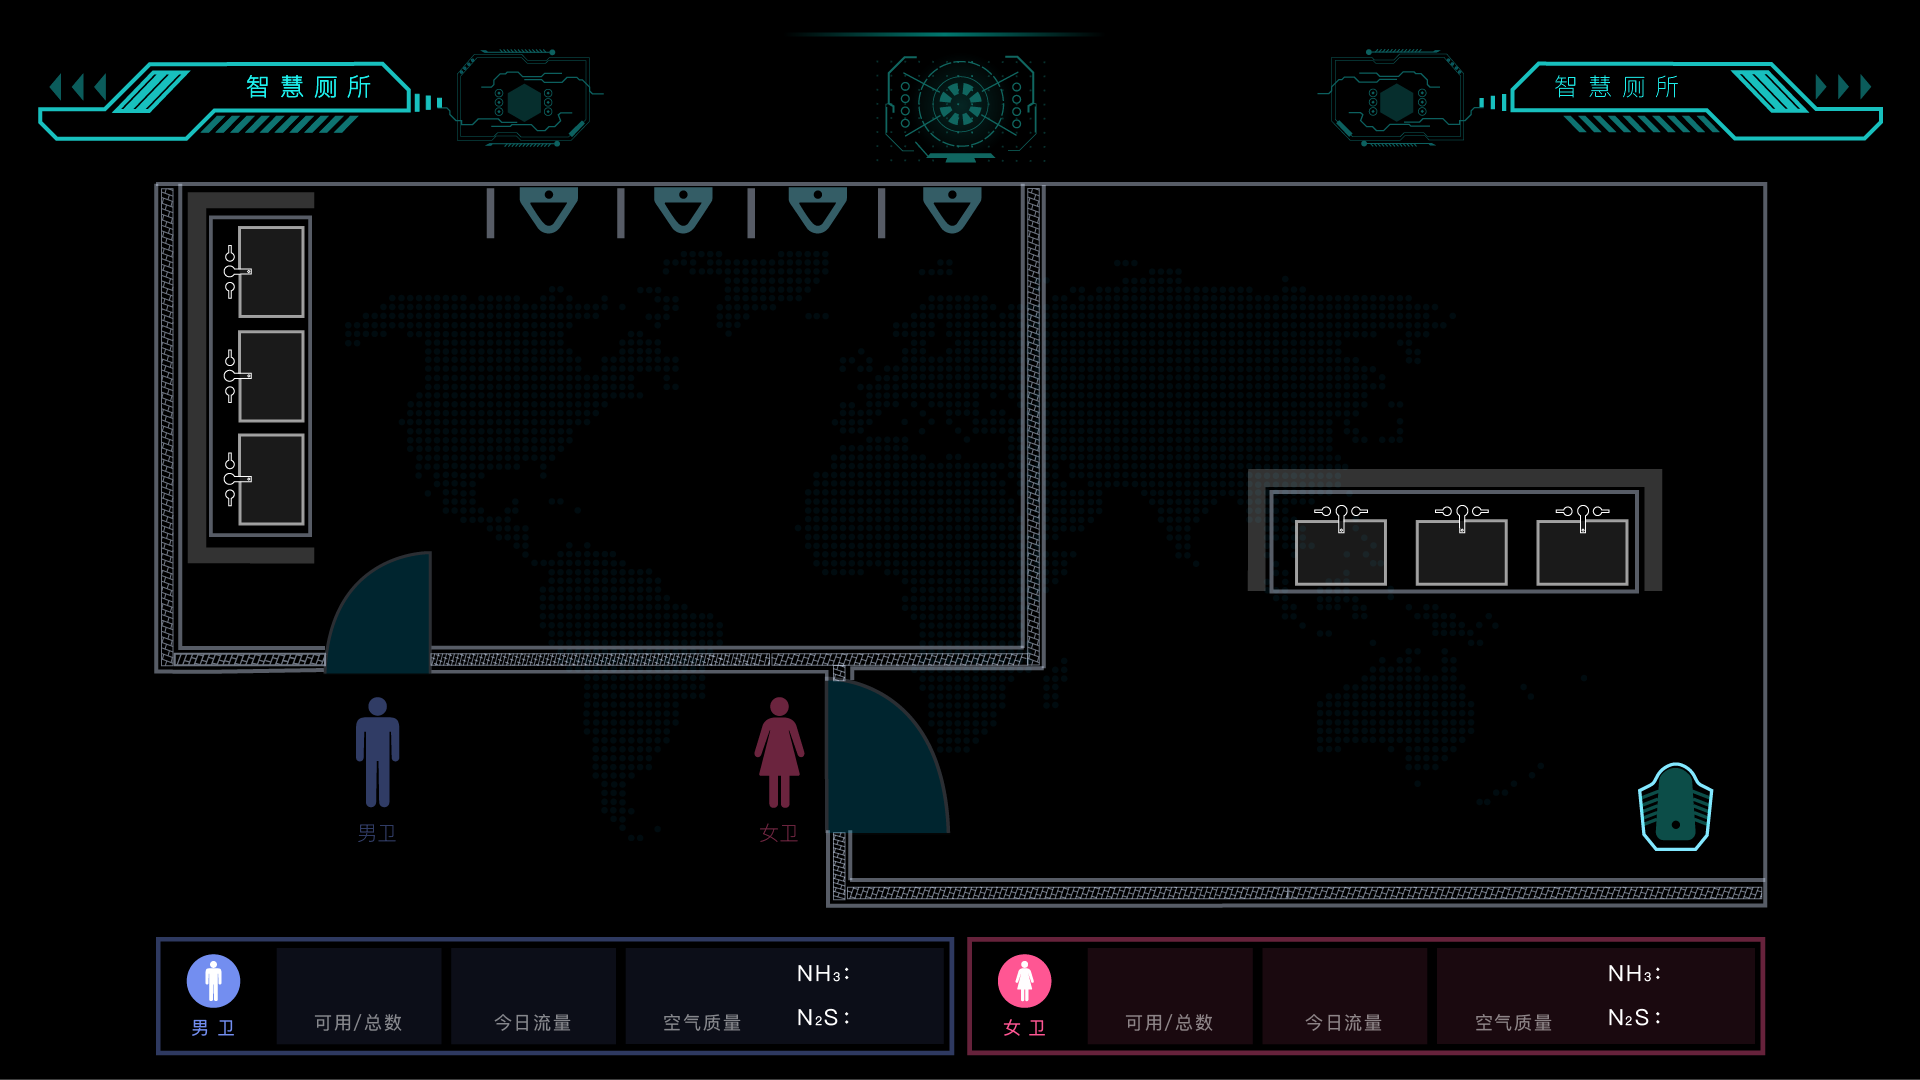 智慧厕所
智慧厕所
男卫
女卫
男卫
可用/总数
今日流量
空气质量
NH₃:
N₂S:
女卫
可用/总数
今日流量
空气质量
NH₃:
N₂S: